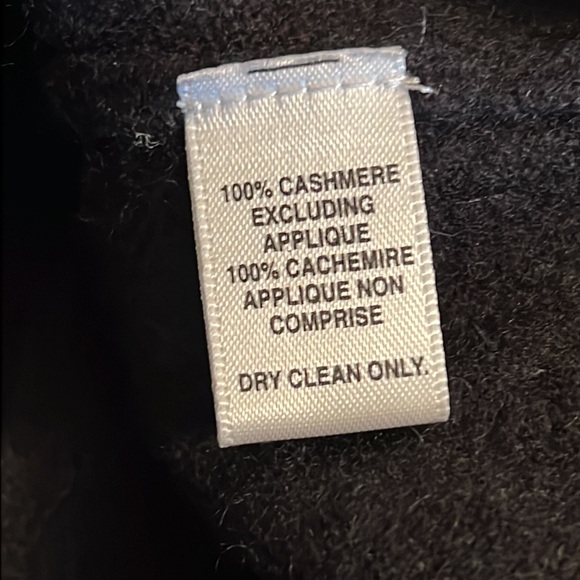 100% CASHMERE
EXCLUDING
APPLIQUE
100% CACHEMIRE
APPLIQUE NON
COMPRISE
DRY CLEAN ONLY.